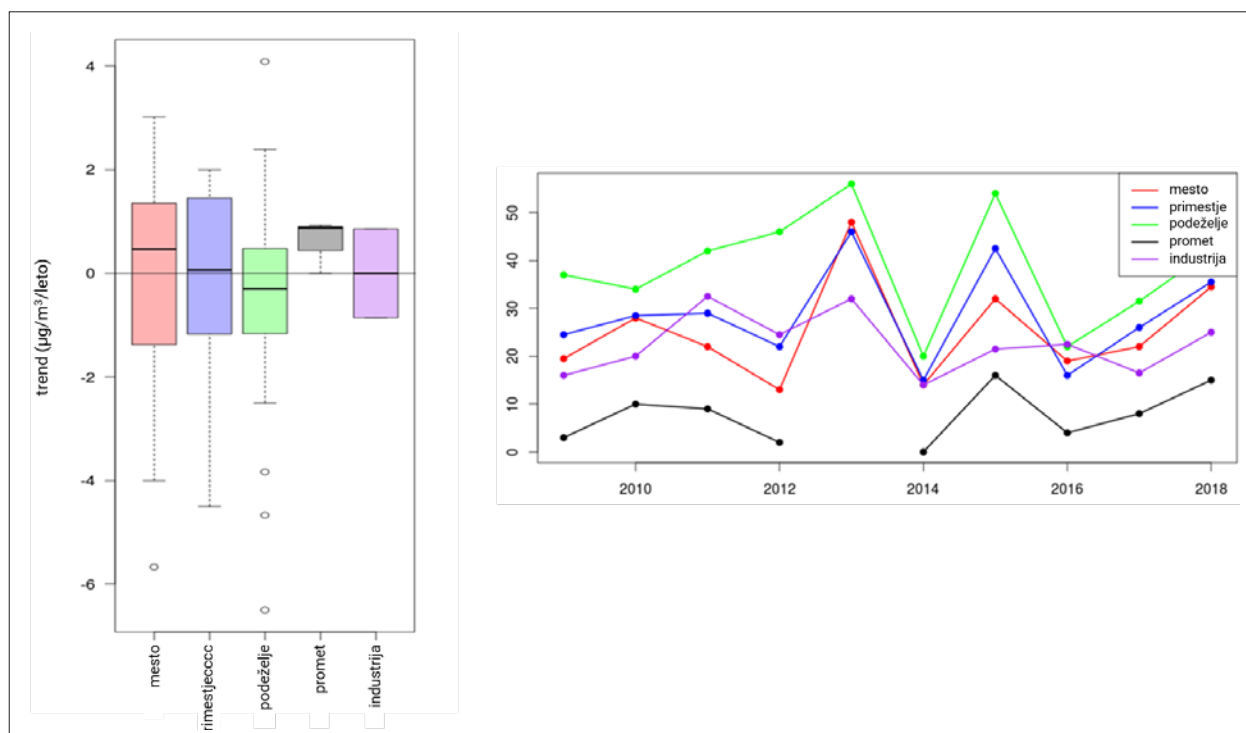 trend (µg/m³/leto)
4
2
0
-2
-4
-6
mesto
rimestjecccc
podeželje
promet
industrija
50
40
30
20
10
0
2010
2012
2014
2016
2018
mesto
primestje
podeželje
promet
industrija